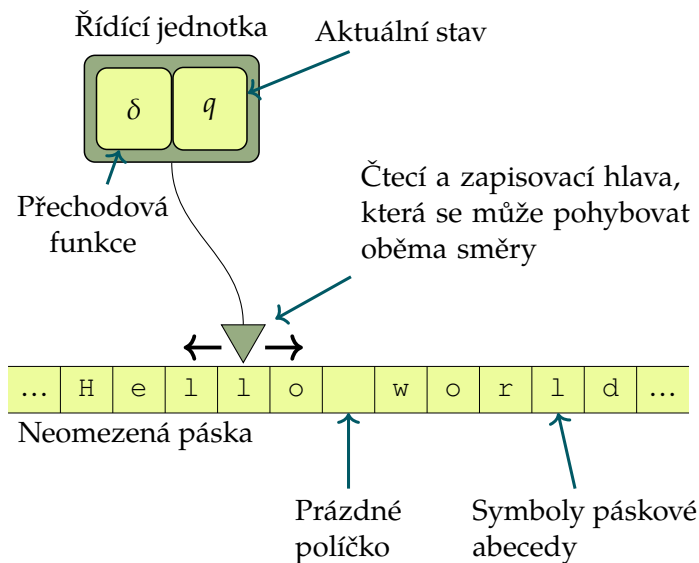 Řídící jednotka
Aktuální stav
δ q
Přechodová
funkce
Čtecí a zapisovací hlava,
která se může pohybovat
oběma směry
... H e l l o w o r l d ...
Neomezená páska
Prázdné
políčko
Symboly páskové
abecedy